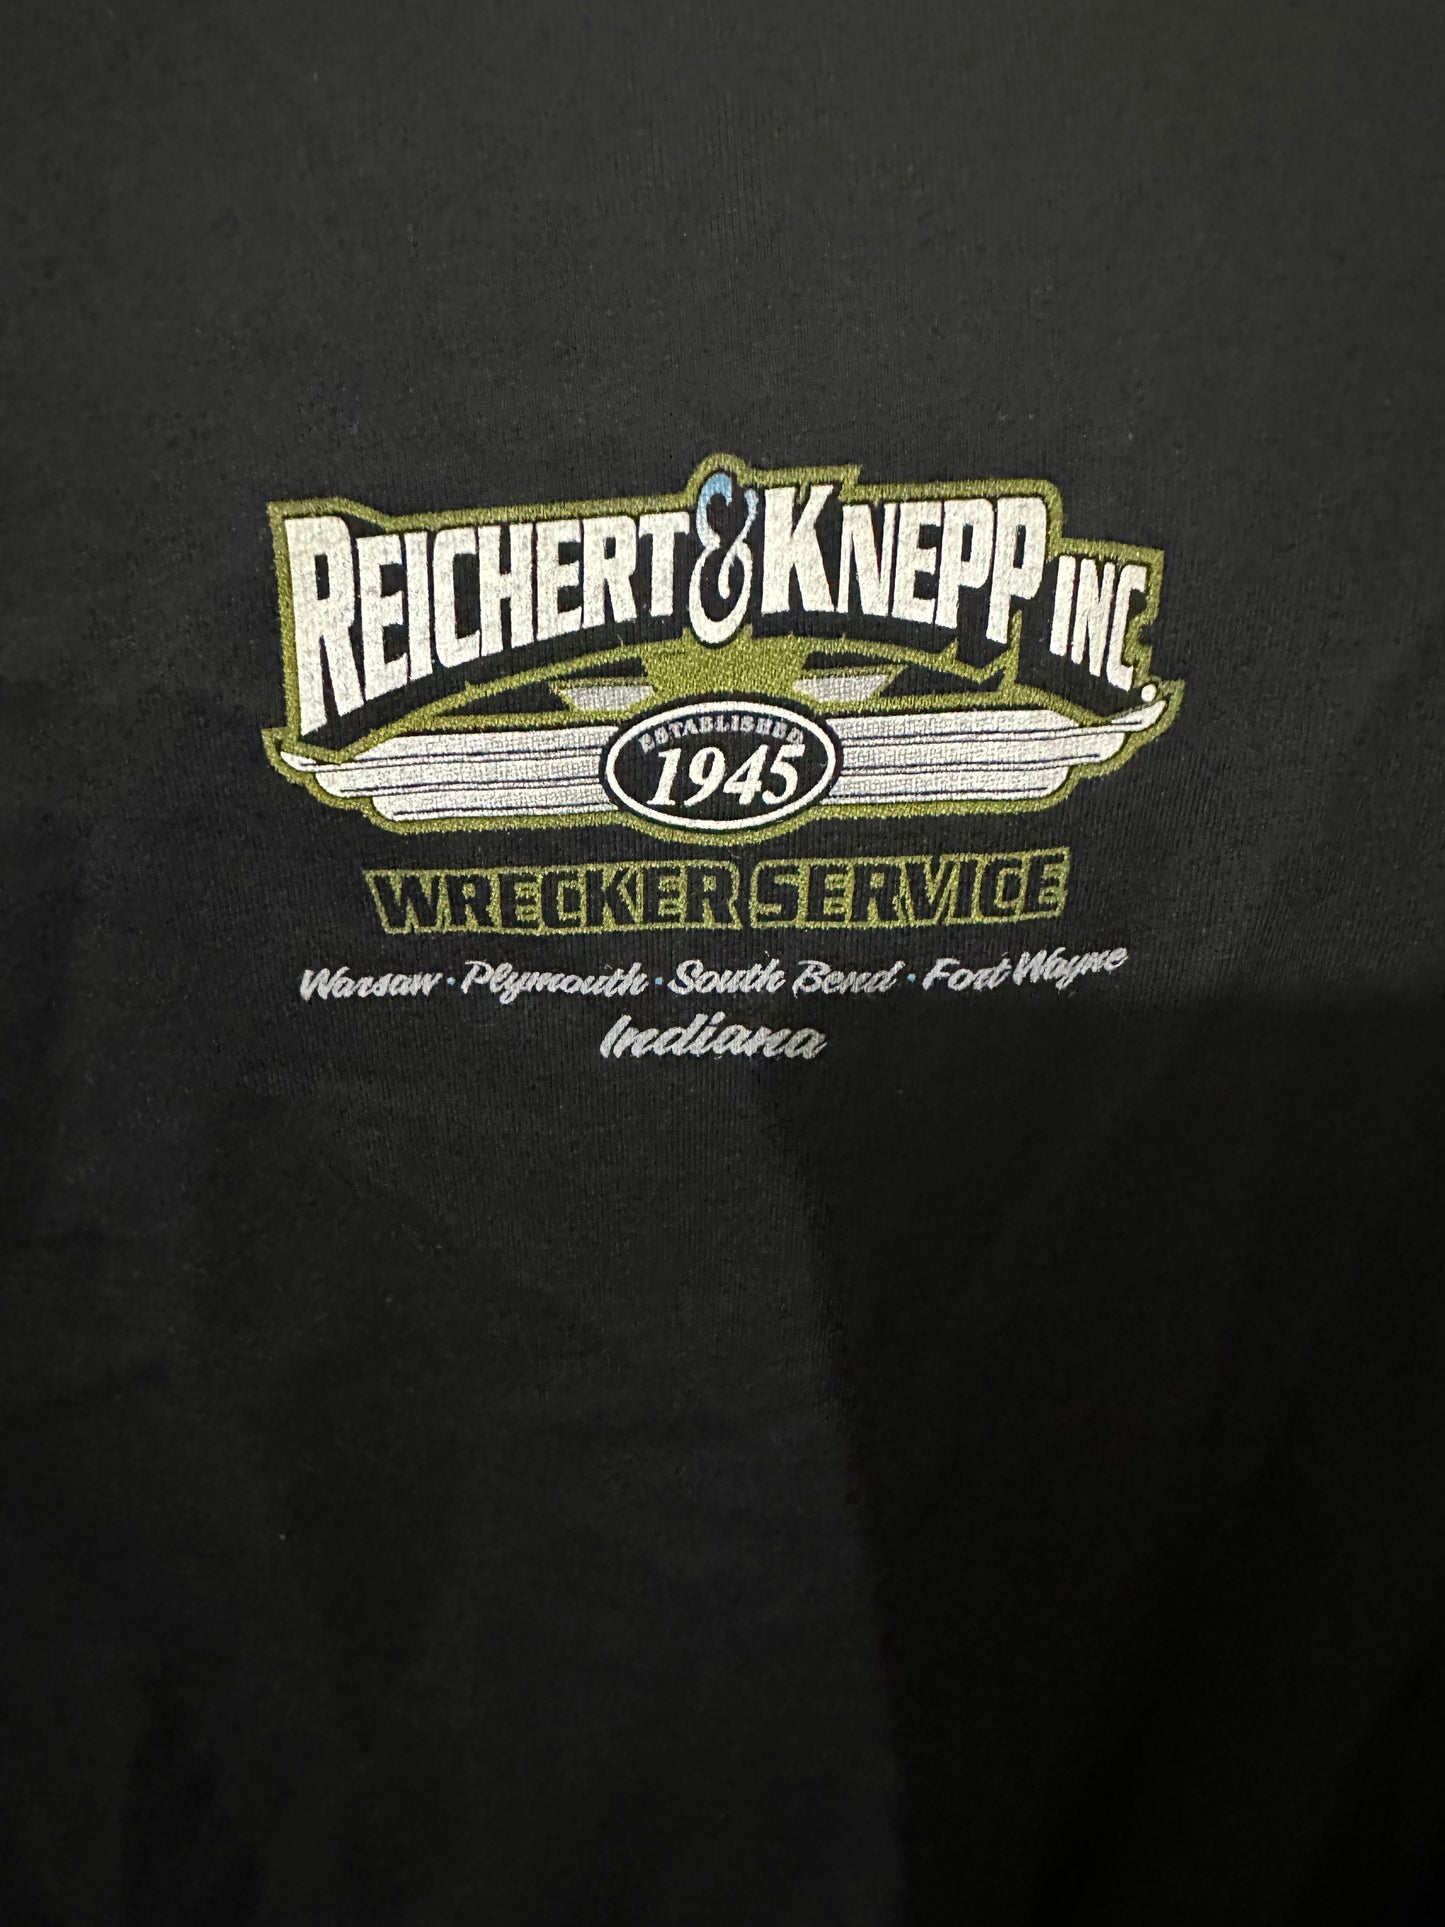 REICHERT & KNEPP INC.
ESTABLISHED
1945
WRECKER SERVICE
Warsaw · Plymouth · South Bend · Fort Wayne
Indiana